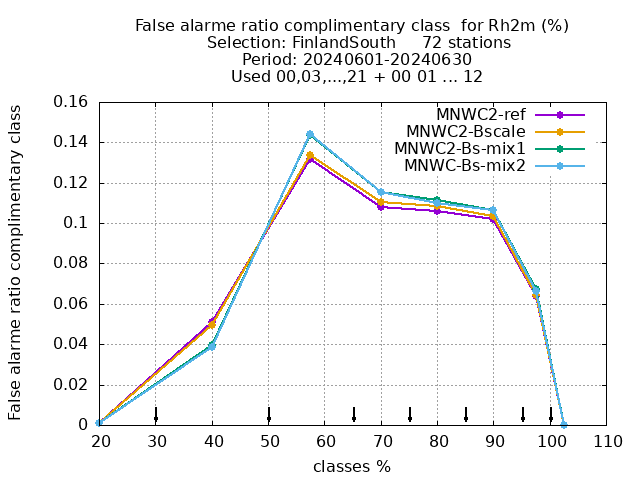 False alarme ratio complimentary class  for Rh2m (%)
Selection: FinlandSouth     72 stations
Period: 20240601-20240630
Used 00,03,...,21 + 00 01 ... 12
False alarme ratio complimentary class
0.16
0.14
0.12
0.1
0.08
0.06
0.04
0.02
0
MNWC2-ref
MNWC2-Bscale
MNWC2-Bs-mix1
MNWC-Bs-mix2
20 30 40 50 60 70 80 90 100 110
classes %